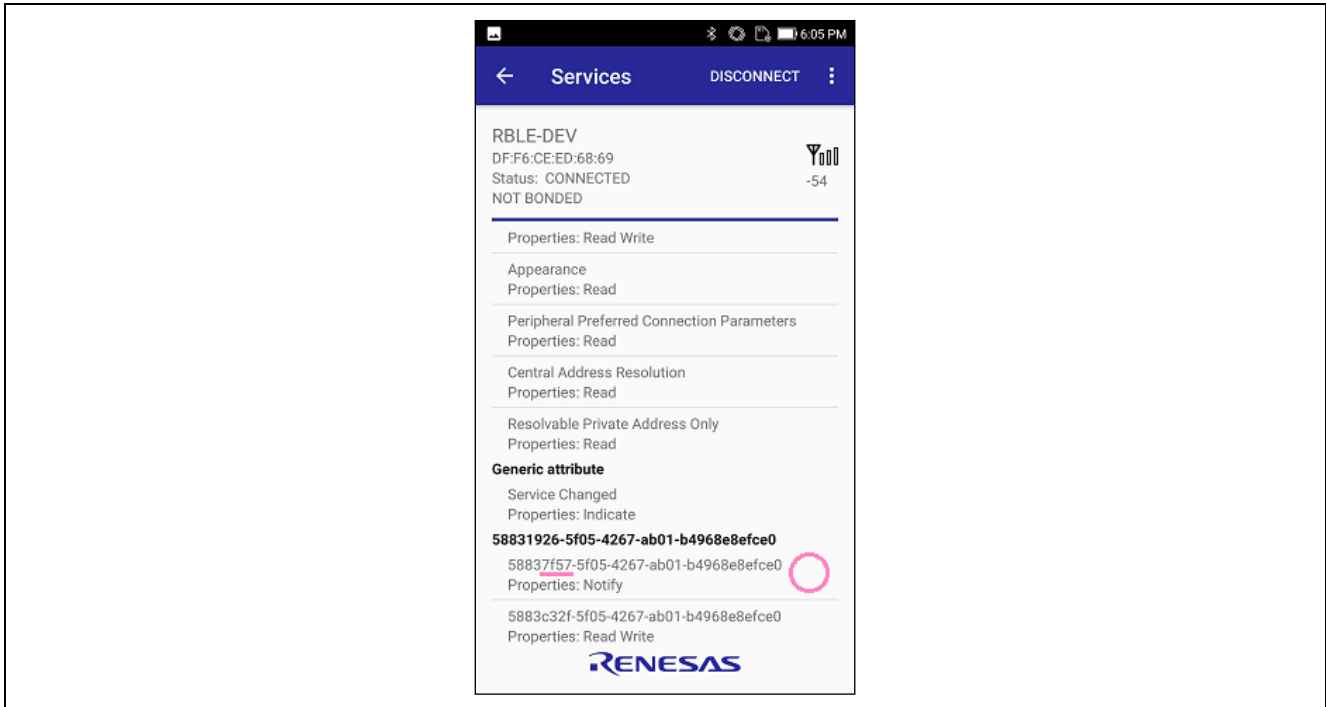 6:05 PM
Services DISCONNECT
RBLE-DEV
DF:F6:CE:ED:68:69
Status: CONNECTED
-54
NOT BONDED
Properties: Read Write
Appearance
Properties: Read
Peripheral Preferred Connection Parameters
Properties: Read
Central Address Resolution
Properties: Read
Resolvable Private Address Only
Properties: Read
Generic attribute
Service Changed
Properties: Indicate
58831926-5f05-4267-ab01-b4968e8efce0
58837f57-5f05-4267-ab01-b4968e8efce0
Properties: Notify
5883c32f-5f05-4267-ab01-b4968e8efce0
Properties: Read Write
RENESAS